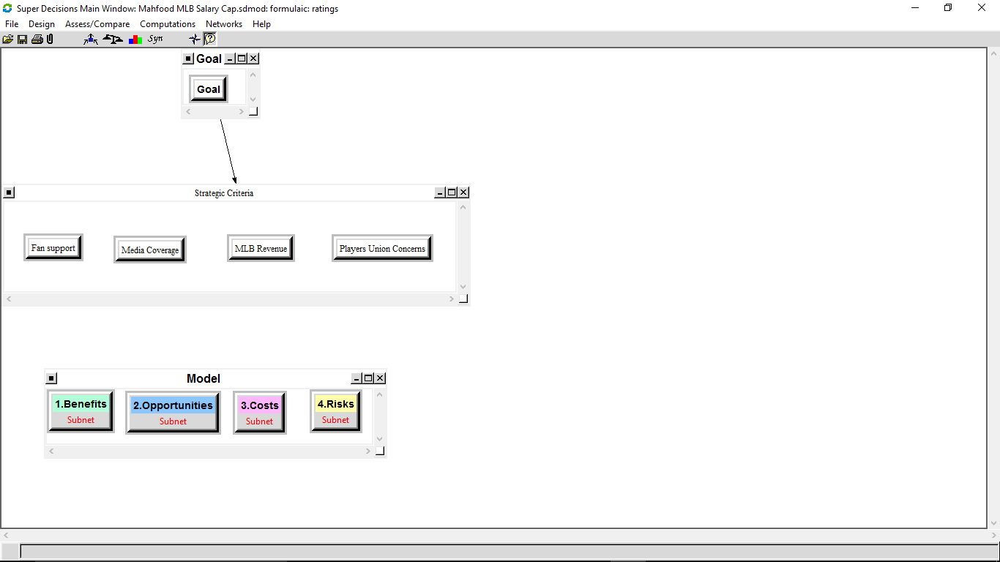 Super Decisions Main Window: Mahfood MLB Salary Cap.sdmod: formulaic: ratings
File Design Assess/Compare Computations Networks Help
Syn
Goal
Goal
Strategic Criteria
Fan support Media Coverage MLB Revenue Players Union Concerns
Model
1.Benefits 2.Opportunities 3.Costs 4.Risks
Subnet Subnet Subnet Subnet